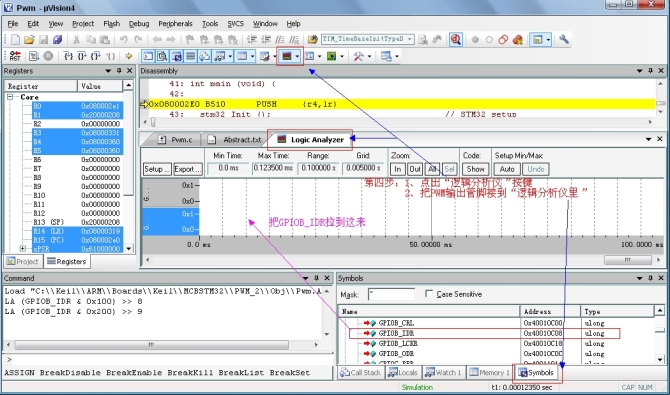 Pwm - µVision4
File Edit View Project Flash Debug Peripherals Tools SVCS Window Help
TIM_TimeBaseInitTypeD
Registers
Disassembly
Register Value
Core
R0 0x080002e1
R1 0x20000208
R2 0x00000000
R3 0x08000331
R4 0x08000360
R5 0x08000360
R6 0x00000000
R7 0x00000000
R8 0x00000000
R9 0x00000000
R10 0x00000000
R11 0x00000000
R12 0x00000000
R13 (SP) 0x20000208
R14 (LR) 0x08000319
R15 (PC) 0x080002e0
xPSR 0x61000000
Project Registers
41: int main (void) {
42:
0x080002E0 B510 PUSH {r4,lr}
43: stm32_Init (); // STM32 setup
Pwm.c Abstract.txt Logic Analyzer
Setup ... Export ...
Min Time: Max Time: Range: Grid: Zoom: Code: Setup Min/Max:
0.0 ms 0.123500 ms 0.100000 s 0.005000 s In Out All Sel Show Auto Undo
第四步：1、点出“逻辑分析仪”按键
2、把PWM输出管脚接到“逻辑分析仪里”
把GPIOB_IDR拉到这来
0x1
0x0
0x1
0x0
0.0 ms 50.00000 ms 100.0000 ms
Command
Load "C:\\Keil\\ARM\\Boards\\Keil\\MCBSTM32\\PWM_2\\Obj\\Pwm.A
LA (GPIOB_IDR & 0x100) >> 8
LA (GPIOB_IDR & 0x200) >> 9
>
ASSIGN BreakDisable BreakEnable BreakKill BreakList BreakSet
Symbols
Mask: * Case Sensitive
Name Address Type
GPIOB_CRL 0x40010C00 ulong
GPIOB_IDR 0x40010C08 ulong
GPIOB_LCKR 0x40010C18 ulong
GPIOB_ODR 0x40010C0C ulong
Call Stack Locals Watch 1 Memory 1 Symbols
Simulation t1: 0.00012350 sec CAP NUM